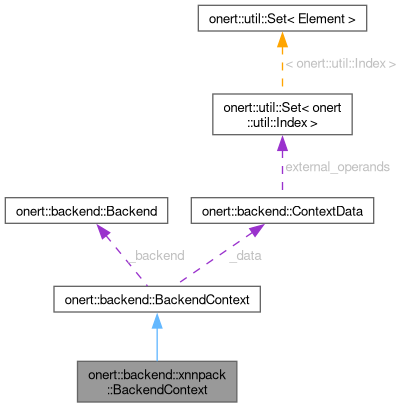 onert::util::Set< Element >
< onert::util::Index >
onert::util::Set< onert
::util::Index >
external_operands
onert::backend::Backend
onert::backend::ContextData
_backend
_data
onert::backend::BackendContext
onert::backend::xnnpack
::BackendContext